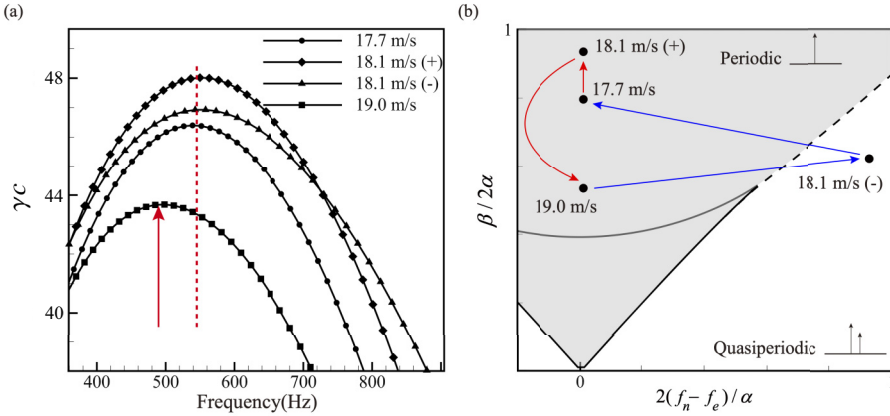 (a)
17.7 m/s
18.1 m/s (+)
18.1 m/s (-)
19.0 m/s
48
44
40
γc
400
500
600
700
800
Frequency(Hz)
(b)
1
18.1 m/s (+)
Periodic
17.7 m/s
18.1 m/s (-)
19.0 m/s
β/2α
Quasiperiodic
0
2(fn − fe)/α